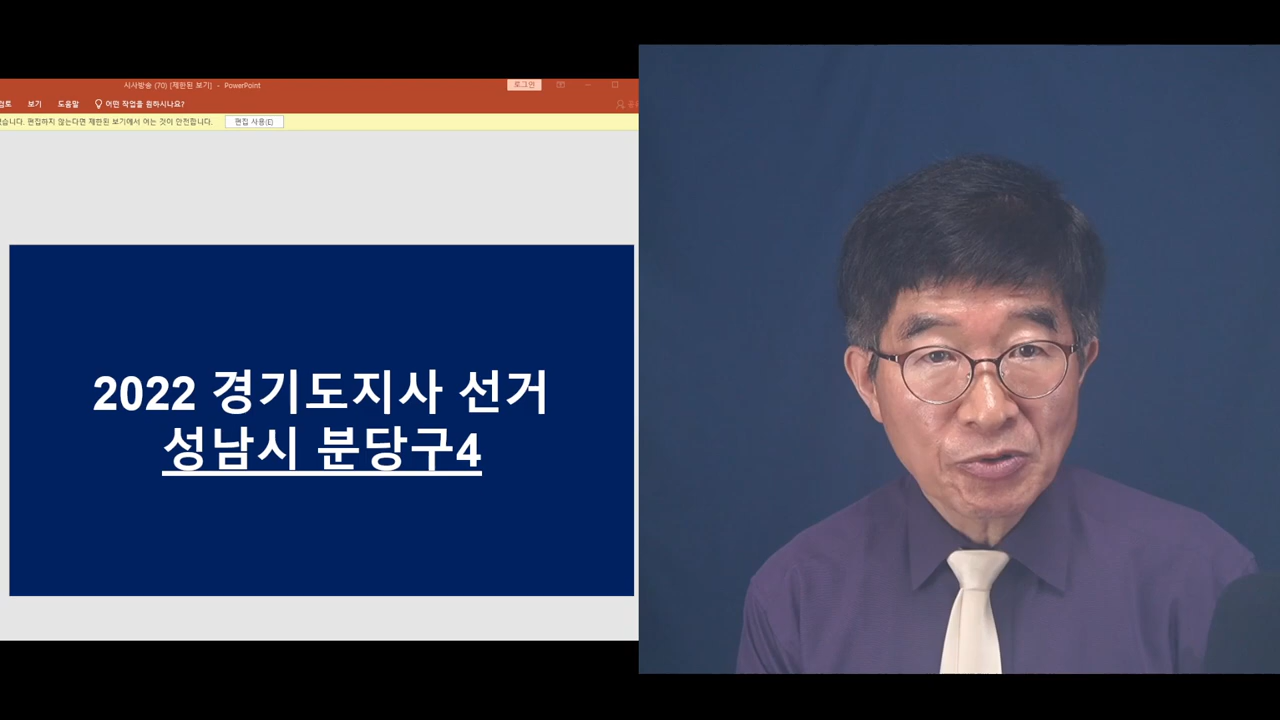 시사방송 (70) [제한된 보기] - PowerPoint
로그인
검토 보기 도움말 어떤 작업을 원하시나요?
편집하지 않는다면 제한된 보기에서 여는 것이 안전합니다. 편집 사용(E)
2022 경기도지사 선거
성남시 분당구4